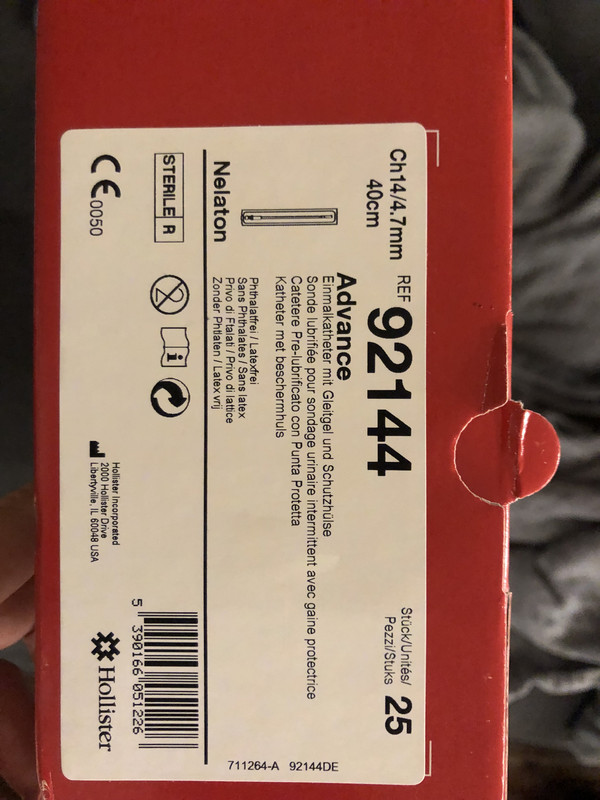 Ch14/4.7mm
40cm
REF 92144
Stück/Unités/
Pezzi/Stuks
25
Advance
Einmalkatheter mit Gleitgel und Schutzhülse
Sonde lubrifiée pour sondage urinaire intermittent avec gaine protectrice
Catetere Pre-lubrificato con Punta Protetta
Katheter met beschermhuls
Nelaton
Phthalatfrei / Latexfrei
Sans Phthalates / Sans latex
Privo di Ftalati / Privo di lattice
Zonder Phtlaten / Latex vrij
STERILE R
2
i
CE 0050
Hollister Incorporated
2000 Hollister Drive
Libertyville, IL 60048 USA
5 390166 051226
Hollister
711264-A 92144DE